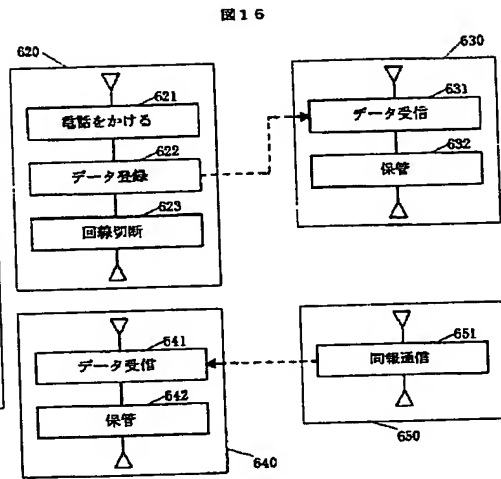 図16
620
621
電話をかける
622
データ登録
623
回線切断
630
631
データ受信
632
保管
641
データ受信
642
保管
640
651
同報通信
650